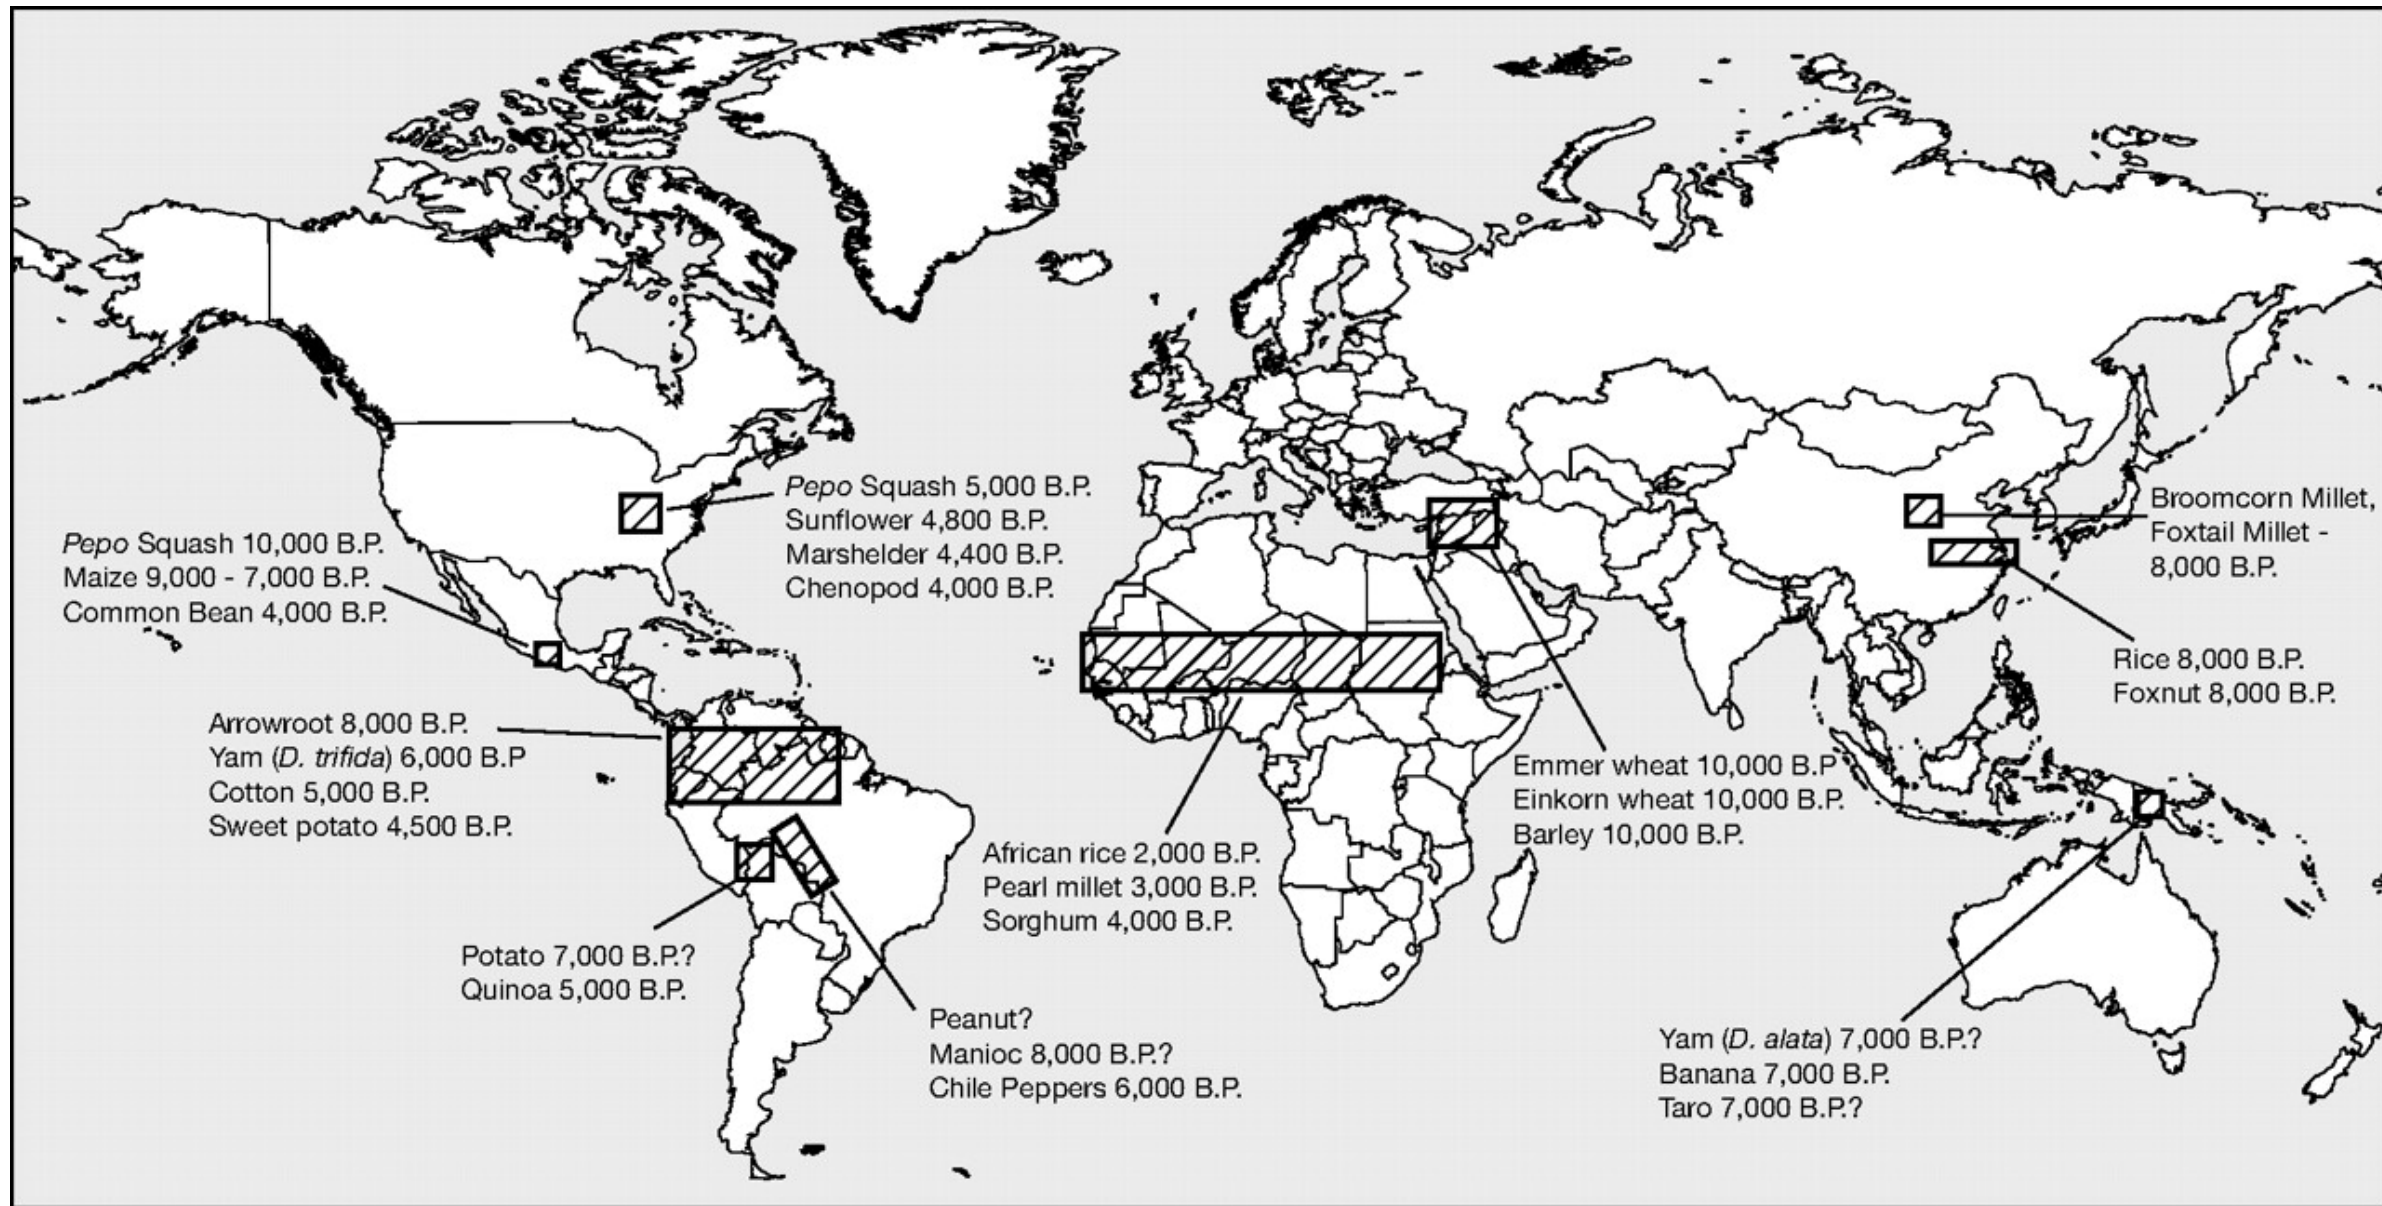 Pepo Squash 5,000 B.P.
Sunflower 4,800 B.P.
Marshelder 4,400 B.P.
Chenopod 4,000 B.P.
Pepo Squash 10,000 B.P.
Maize 9,000 - 7,000 B.P.
Common Bean 4,000 B.P.
Broomcorn Millet,
Foxtail Millet -
8,000 B.P.
Rice 8,000 B.P.
Foxnut 8,000 B.P.
Arrowroot 8,000 B.P.
Yam (D. trifida) 6,000 B.P
Cotton 5,000 B.P.
Sweet potato 4,500 B.P.
Emmer wheat 10,000 B.P
Einkorn wheat 10,000 B.P.
Barley 10,000 B.P.
African rice 2,000 B.P.
Pearl millet 3,000 B.P.
Sorghum 4,000 B.P.
Potato 7,000 B.P.?
Quinoa 5,000 B.P.
Peanut?
Manioc 8,000 B.P.?
Chile Peppers 6,000 B.P.
Yam (D. alata) 7,000 B.P.?
Banana 7,000 B.P.
Taro 7,000 B.P.?